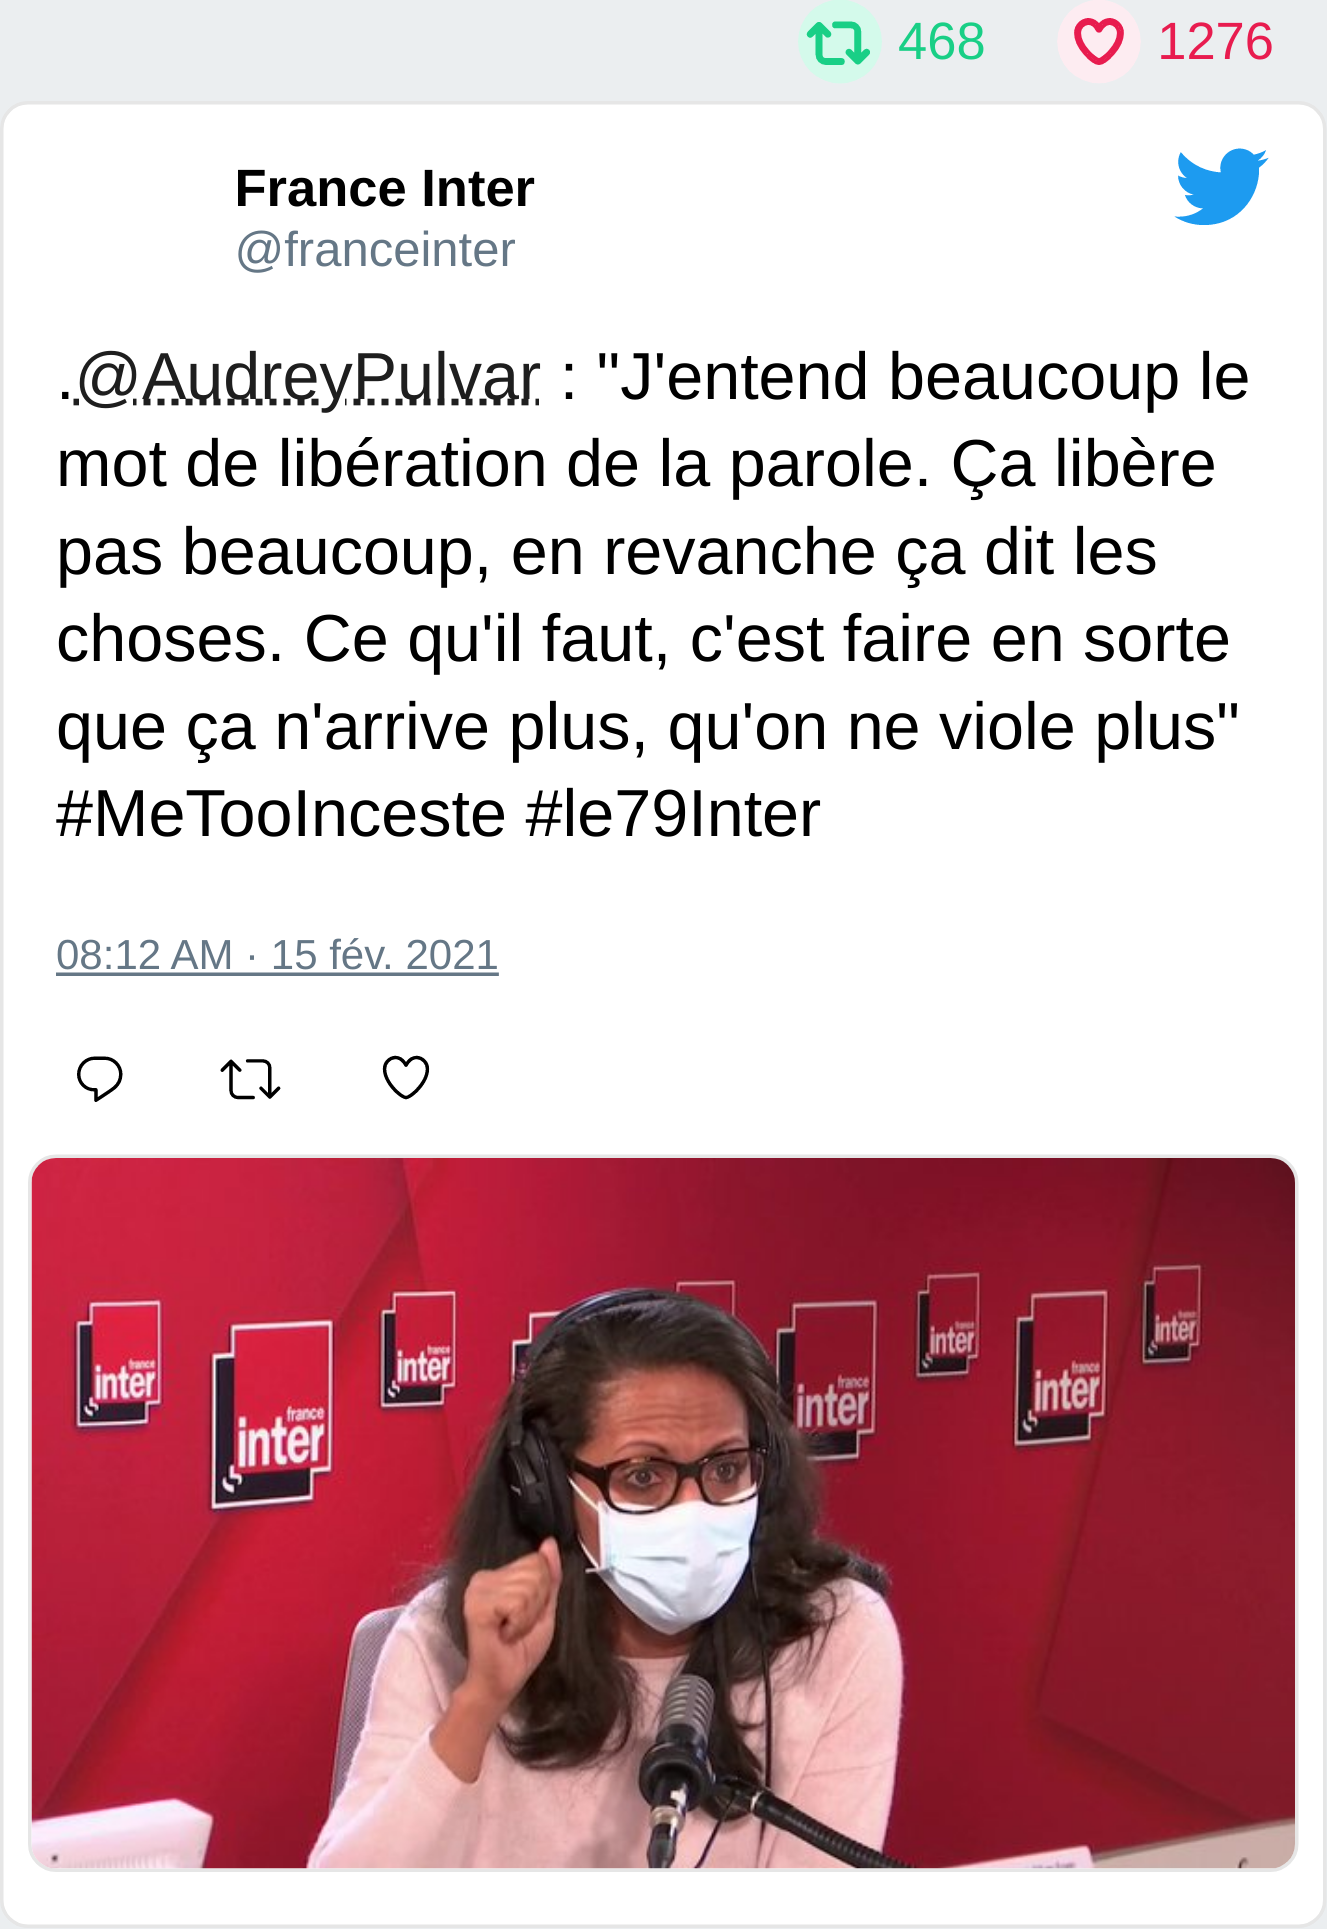 468 1276
France Inter
@franceinter
.@AudreyPulvar : "J'entend beaucoup le
mot de libération de la parole. Ça libère
pas beaucoup, en revanche ça dit les
choses. Ce qu'il faut, c'est faire en sorte
que ça n'arrive plus, qu'on ne viole plus"
#MeTooInceste #le79Inter
08:12 AM · 15 fév. 2021
france
inter
france
inter
france
inter
france
inter
france
inter
france
inter
france
inter